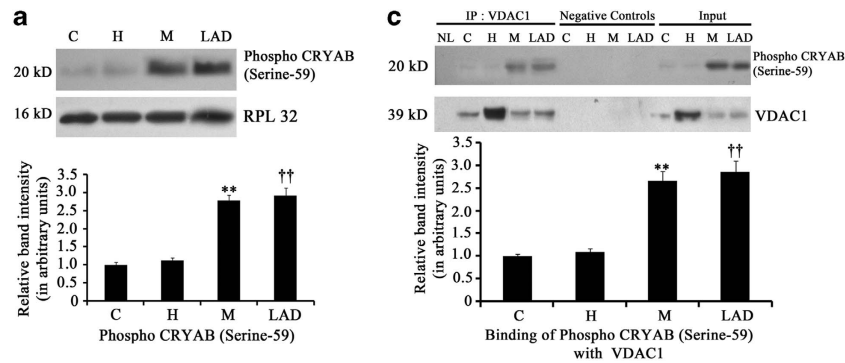 a
C H M LAD
20 kD
Phospho CRYAB
(Serine-59)
16 kD
RPL 32
Relative band intensity
(in arbitrary units)
3.5
3.0
2.5
2.0
1.5
1.0
0.5
0.0
**
††
C H M LAD
Phospho CRYAB (Serine-59)
c
IP : VDAC1 Negative Controls Input
NL C H M LAD C H M LAD C H M LAD
20 kD
Phospho CRYAB
(Serine-59)
39 kD
VDAC1
Relative band intensity
(in arbitrary units)
3.5
3.0
2.5
2.0
1.5
1.0
0.5
0.0
**
††
C H M LAD
Binding of Phospho CRYAB (Serine-59)
with VDAC1